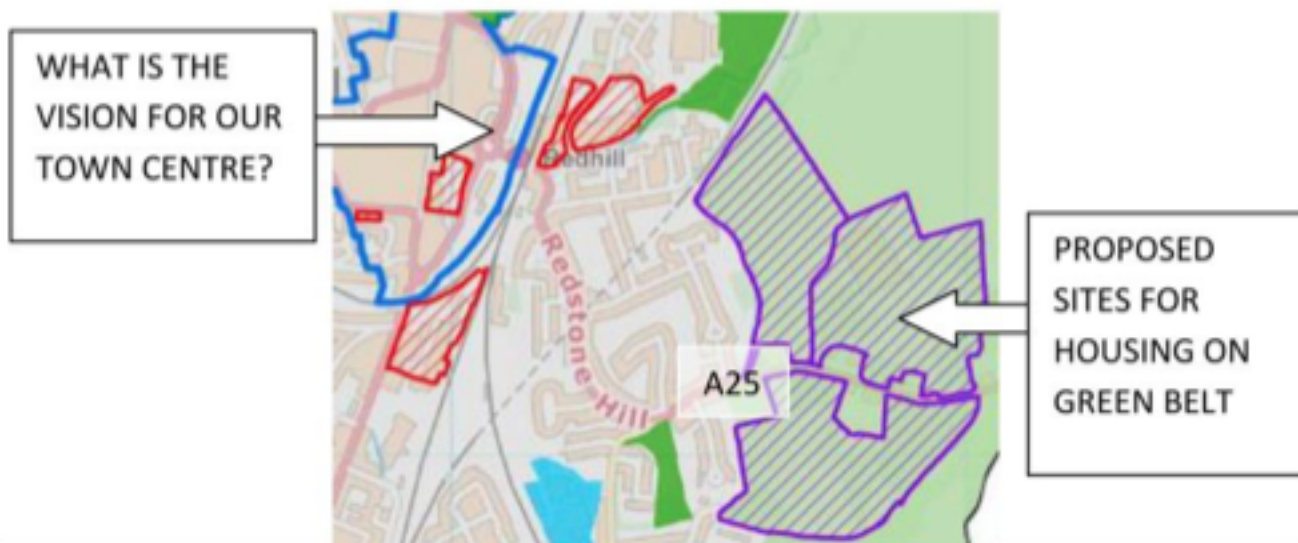 WHAT IS THE
VISION FOR OUR
TOWN CENTRE?
Redhill
Redstone Hill
A25
PROPOSED
SITES FOR
HOUSING ON
GREEN BELT